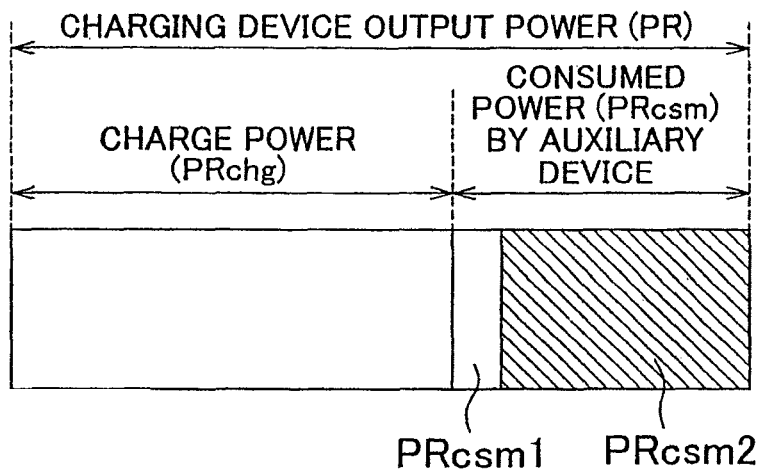 CHARGING DEVICE OUTPUT POWER (PR)
CHARGE POWER
(PRchg)
CONSUMED
POWER (PRcsm)
BY AUXILIARY
DEVICE
PRcsm1
PRcsm2